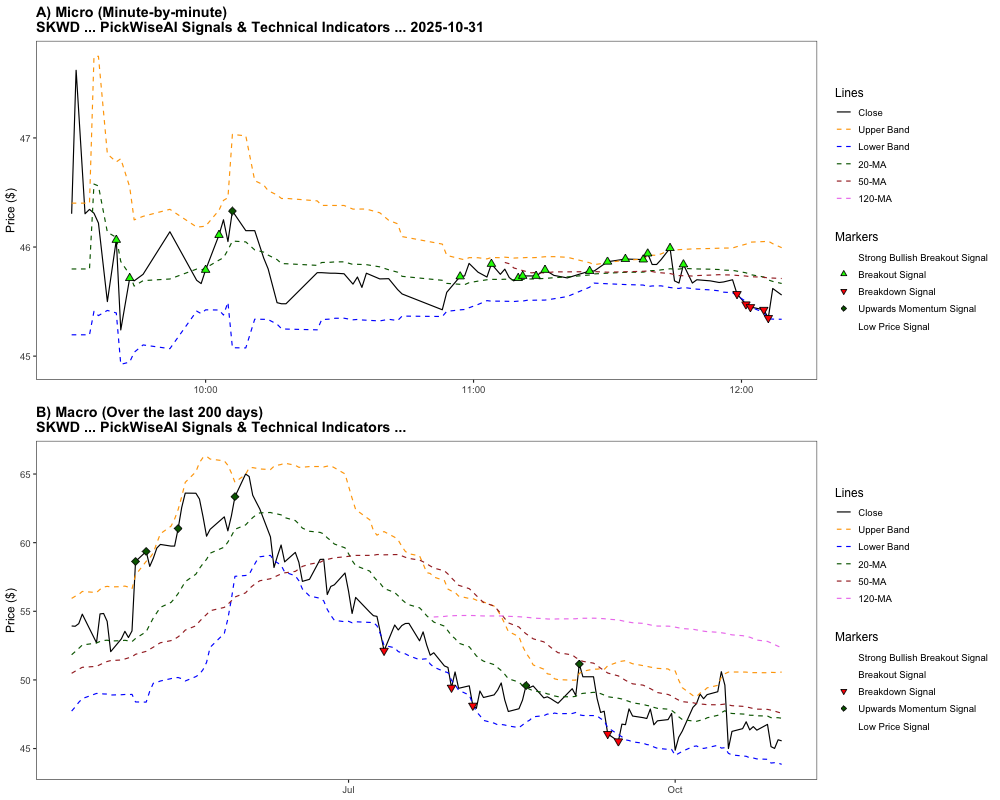 A) Micro (Minute-by-minute)
SKWD ... PickWiseAI Signals & Technical Indicators ... 2025-10-31
Price ($)
47
46
45
10:00
11:00
12:00
Lines
Close
Upper Band
Lower Band
20-MA
50-MA
120-MA
Markers
Strong Bullish Breakout Signal
Breakout Signal
Breakdown Signal
Upwards Momentum Signal
Low Price Signal
B) Macro (Over the last 200 days)
SKWD ... PickWiseAI Signals & Technical Indicators ...
Price ($)
65
60
55
50
45
Jul
Oct
Lines
Close
Upper Band
Lower Band
20-MA
50-MA
120-MA
Markers
Strong Bullish Breakout Signal
Breakout Signal
Breakdown Signal
Upwards Momentum Signal
Low Price Signal